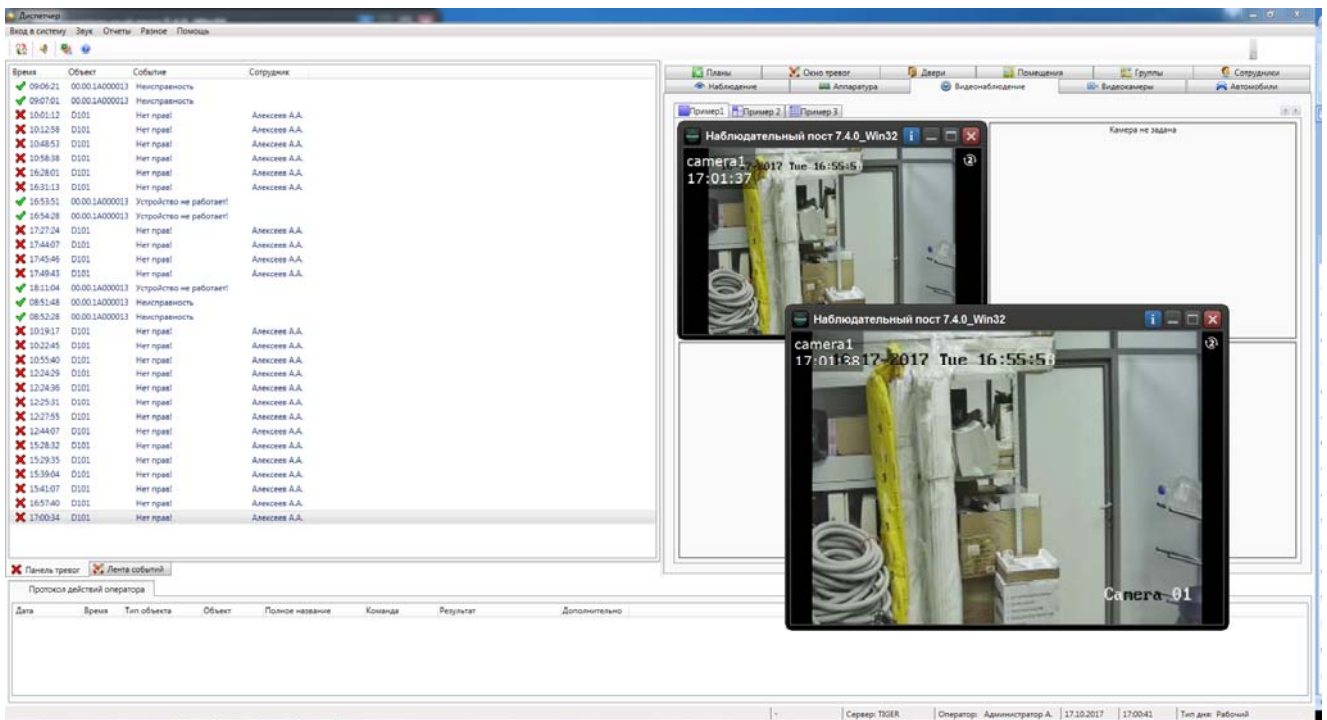 Диспетчер
Вход в систему Звук Отчеты Разное Помощь
Время Объект Событие Сотрудник
09:06:21 00.00.1A000013 Неисправность
09:07:01 00.00.1A000013 Неисправность
10:01:12 D101 Нет прав! Алексеев А.А.
10:12:58 D101 Нет прав! Алексеев А.А.
10:48:53 D101 Нет прав! Алексеев А.А.
10:58:38 D101 Нет прав! Алексеев А.А.
16:28:01 D101 Нет прав! Алексеев А.А.
16:31:13 D101 Нет прав! Алексеев А.А.
16:53:51 00.00.1A000013 Устройство не работает!
16:54:28 00.00.1A000013 Устройство не работает!
17:27:24 D101 Нет прав! Алексеев А.А.
17:44:07 D101 Нет прав! Алексеев А.А.
17:45:46 D101 Нет прав! Алексеев А.А.
17:49:43 D101 Нет прав! Алексеев А.А.
18:11:04 00.00.1A000013 Устройство не работает!
08:51:48 00.00.1A000013 Неисправность
08:52:28 00.00.1A000013 Неисправность
10:19:17 D101 Нет прав! Алексеев А.А.
10:22:45 D101 Нет прав! Алексеев А.А.
10:55:40 D101 Нет прав! Алексеев А.А.
12:24:29 D101 Нет прав! Алексеев А.А.
12:24:36 D101 Нет прав! Алексеев А.А.
12:25:31 D101 Нет прав! Алексеев А.А.
12:27:55 D101 Нет прав! Алексеев А.А.
12:44:07 D101 Нет прав! Алексеев А.А.
15:28:32 D101 Нет прав! Алексеев А.А.
15:29:35 D101 Нет прав! Алексеев А.А.
15:39:04 D101 Нет прав! Алексеев А.А.
15:41:07 D101 Нет прав! Алексеев А.А.
16:57:40 D101 Нет прав! Алексеев А.А.
17:00:34 D101 Нет прав! Алексеев А.А.
Панель тревог Лента событий
Планы Окно тревог Двери Помещения Группы Сотрудники
Наблюдение Аппаратура Видеонаблюдение Видеокамеры Автомобили
Пример1 Пример 2 Пример 3
Наблюдательный пост 7.4.0_Win32
camera1
17-2017 Tue 16:55:5
17:01:37
Камера не задана
Наблюдательный пост 7.4.0_Win32
camera1
17:01:38 17-2017 Tue 16:55:5
Camera 01
Протокол действий оператора
Дата Время Тип объекта Объект Полное название Команда Результат Дополнительно
- Сервер: TIGER Оператор: Администратор А. 17.10.2017 17:00:41 Тип дня: Рабочий